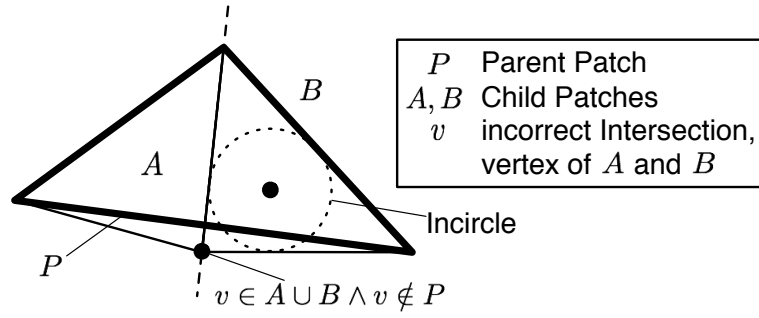 B
P Parent Patch
A, B Child Patches
v incorrect Intersection,
vertex of A and B
A
Incircle
P
v ∈ A ∪ B ∧ v ∉ P